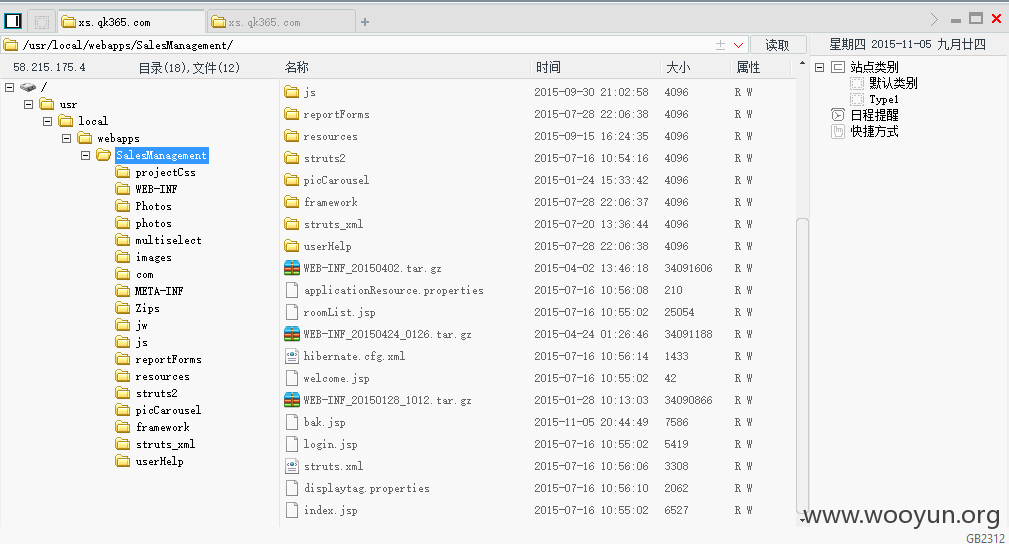 xs.qk365.com xs.qk365.com +
/usr/local/webapps/SalesManagement/ 读取 星期四 2015-11-05 九月廿四
58.215.175.4 目录(18),文件(12)
/
usr
local
webapps
SalesManagement
projectCss
WEB-INF
Photos
photos
multiselect
images
com
META-INF
Zips
jw
js
reportForms
resources
struts2
picCarousel
framework
struts_xml
userHelp
名称 时间 大小 属性
js 2015-09-30 21:02:58 4096 R W
reportForms 2015-07-28 22:06:38 4096 R W
resources 2015-09-15 16:24:35 4096 R W
struts2 2015-07-16 10:54:16 4096 R W
picCarousel 2015-01-24 15:33:42 4096 R W
framework 2015-07-28 22:06:37 4096 R W
struts_xml 2015-07-20 13:36:44 4096 R W
userHelp 2015-07-28 22:06:38 4096 R W
WEB-INF_20150402.tar.gz 2015-04-02 13:46:18 34091606 R W
applicationResource.properties 2015-07-16 10:56:08 210 R W
roomList.jsp 2015-07-16 10:55:02 25054 R W
WEB-INF_20150424_0126.tar.gz 2015-04-24 01:26:46 34091188 R W
hibernate.cfg.xml 2015-07-16 10:56:14 1433 R W
welcome.jsp 2015-07-16 10:55:02 42 R W
WEB-INF_20150128_1012.tar.gz 2015-01-28 10:13:03 34090866 R W
bak.jsp 2015-11-05 20:44:49 7586 R W
login.jsp 2015-07-16 10:55:02 5419 R W
struts.xml 2015-07-16 10:56:06 3308 R W
displaytag.properties 2015-07-16 10:56:10 2062 R W
index.jsp 2015-07-16 10:55:02 6527 R W
站点类别
默认类别
Type1
日程提醒
快捷方式
www.wooyun.org
GB2312